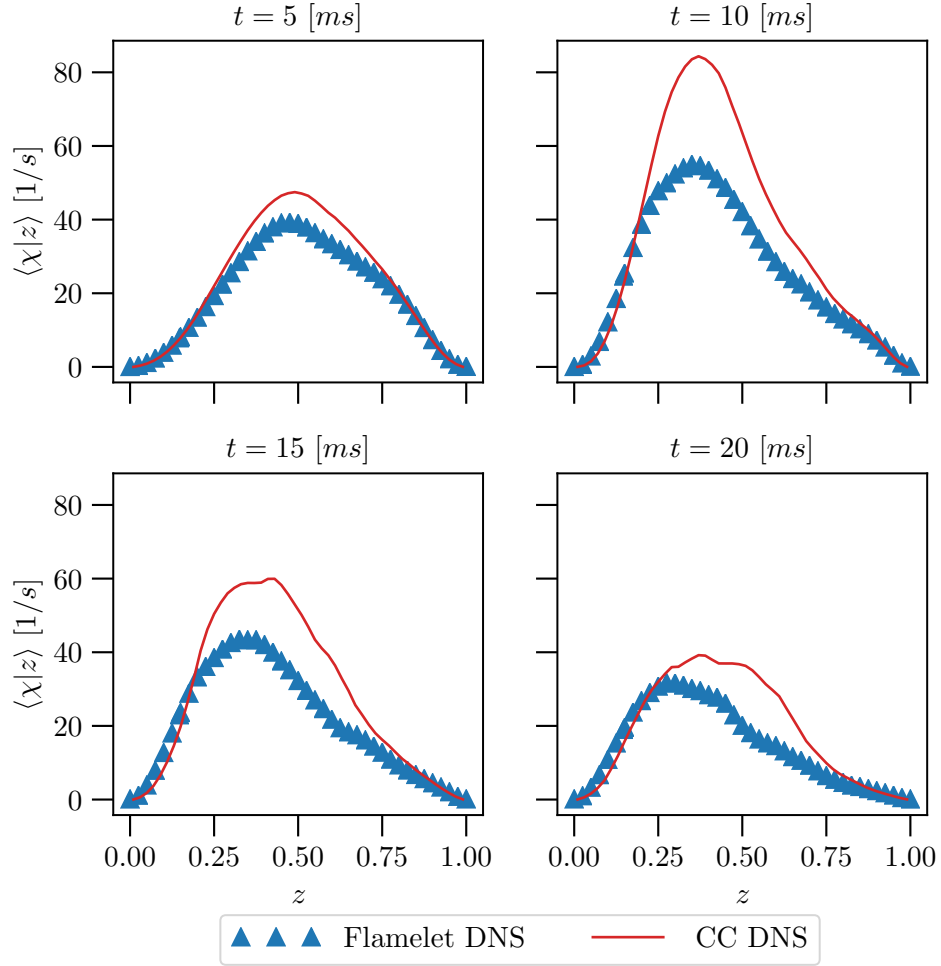 t = 5 [ms]
t = 10 [ms]
80
60
40
20
0
⟨χ|z⟩ [1/s]
t = 15 [ms]
t = 20 [ms]
80
60
40
20
0
⟨χ|z⟩ [1/s]
0.00 0.25 0.50 0.75 1.00
0.00 0.25 0.50 0.75 1.00
z
z
Flamelet DNS
CC DNS